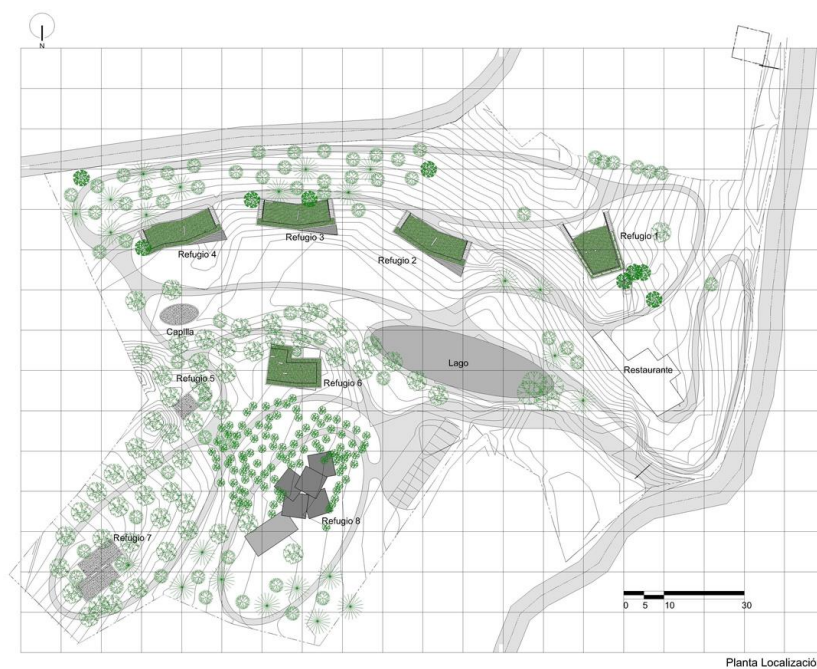 N
Refugio 1
Refugio 3
Refugio 4
Refugio 2
Capilla
Lago
Restaurante
Refugio 5
Refugio 6
Refugio 8
Refugio 7
0 5 10 30
Planta Localizació